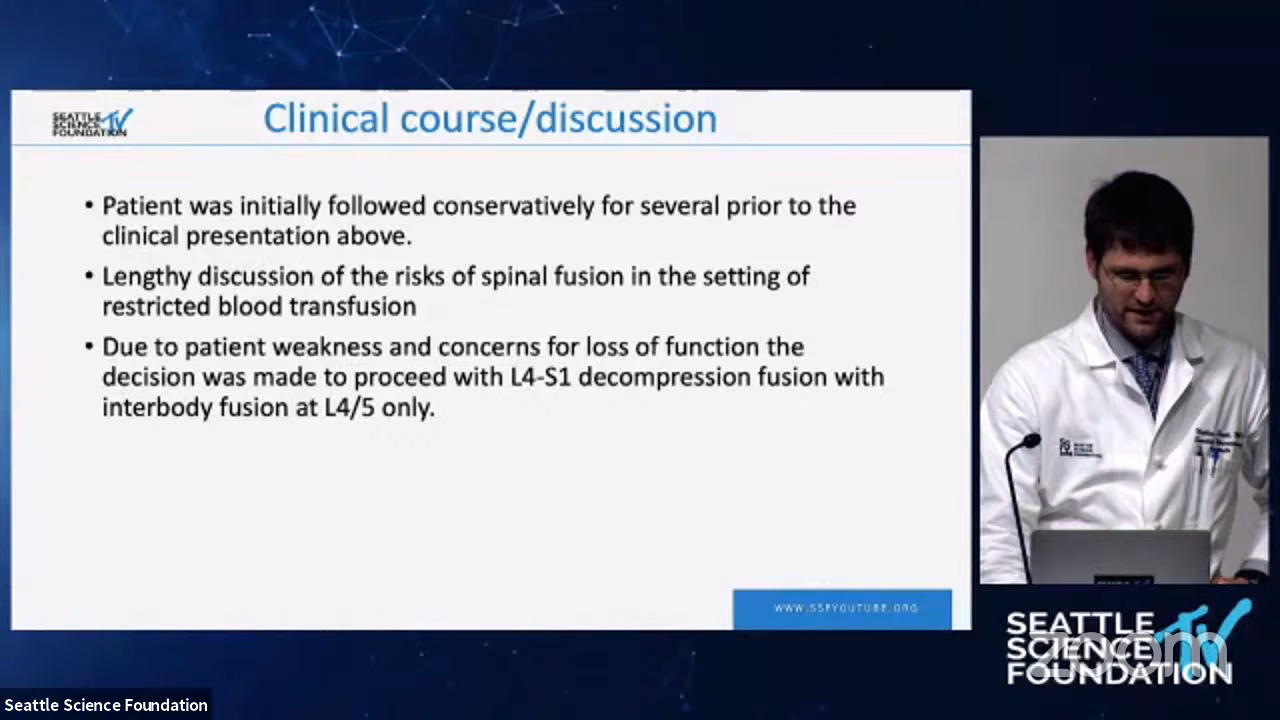 SEATTLE
SCIENCE TV
FOUNDATION
Clinical course/discussion
• Patient was initially followed conservatively for several prior to the
clinical presentation above.
• Lengthy discussion of the risks of spinal fusion in the setting of
restricted blood transfusion
• Due to patient weakness and concerns for loss of function the
decision was made to proceed with L4-S1 decompression fusion with
interbody fusion at L4/5 only.
WWW.SSFYOUTUBE.ORG
SEATTLE
SCIENCE TV
FOUNDATION
zoom
Seattle Science Foundation